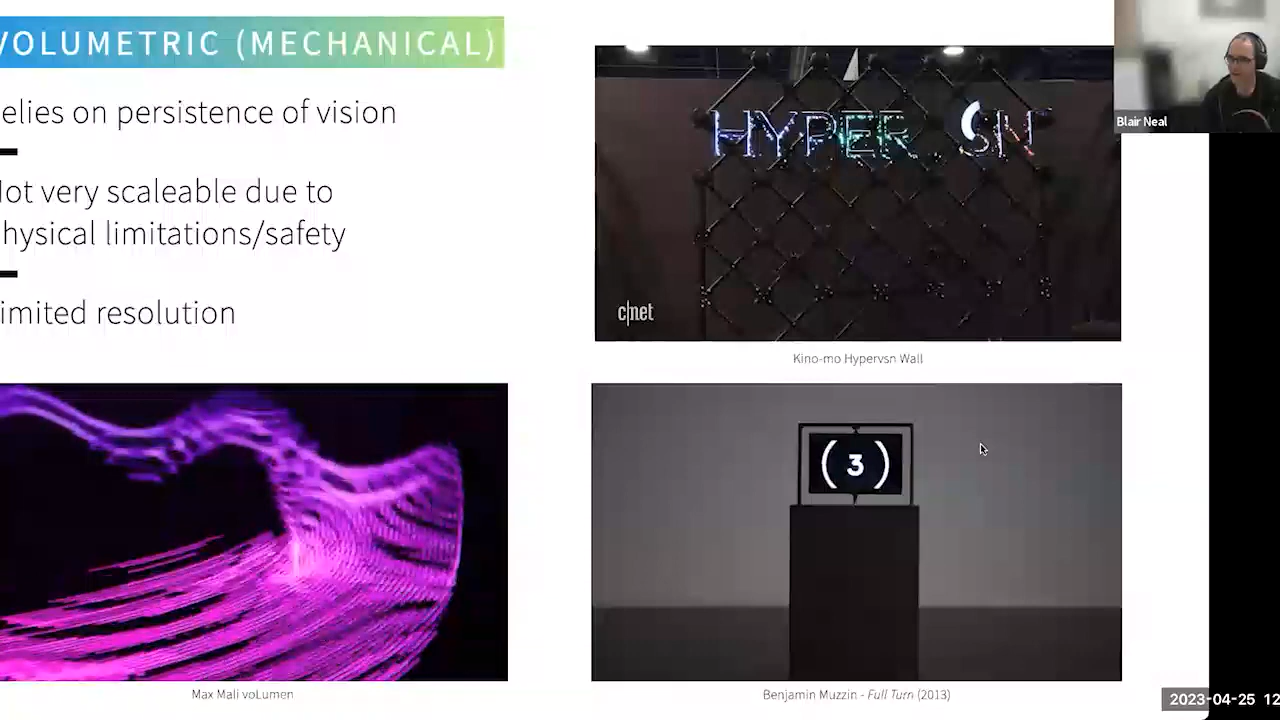 VOLUMETRIC (MECHANICAL)
elies on persistence of vision
ot very scaleable due to
hysical limitations/safety
imited resolution
HYPER SN
c|net
Kino-mo Hypervsn Wall
Blair Neal
(3)
Max Mali voLumen
Benjamin Muzzin - Full Turn (2013)
2023-04-25 12